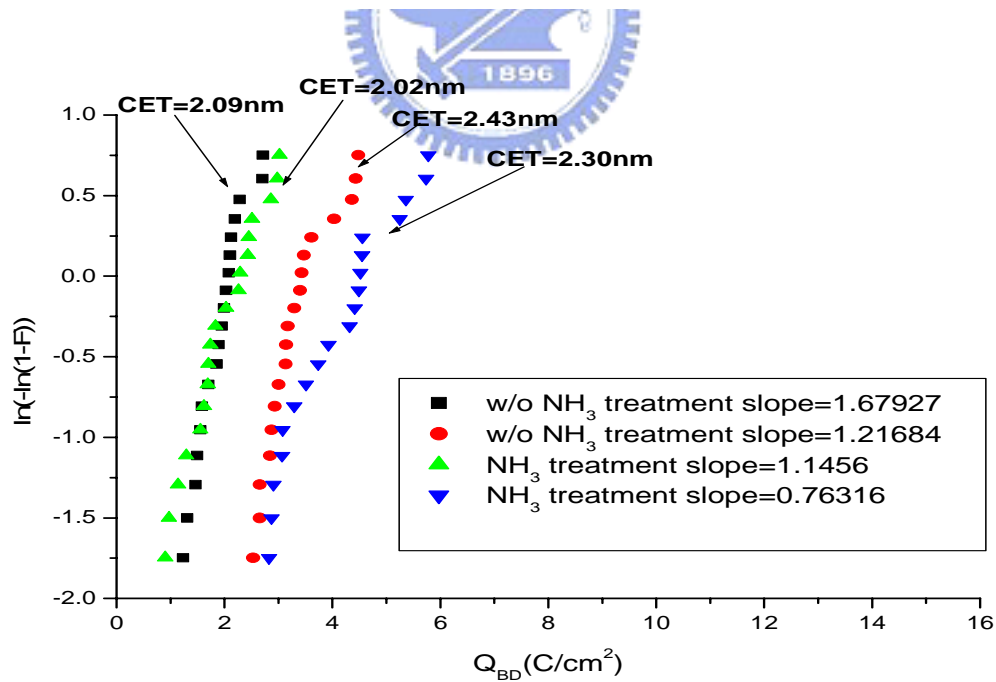 1896
CET=2.02nm
CET=2.09nm
CET=2.43nm
CET=2.30nm
1.0
0.5
0.0
-0.5
-1.0
-1.5
-2.0
ln(-ln(1-F))
w/o NH₃ treatment slope=1.67927
w/o NH₃ treatment slope=1.21684
NH₃ treatment slope=1.1456
NH₃ treatment slope=0.76316
0 2 4 6 8 10 12 14 16
Q_BD(C/cm²)